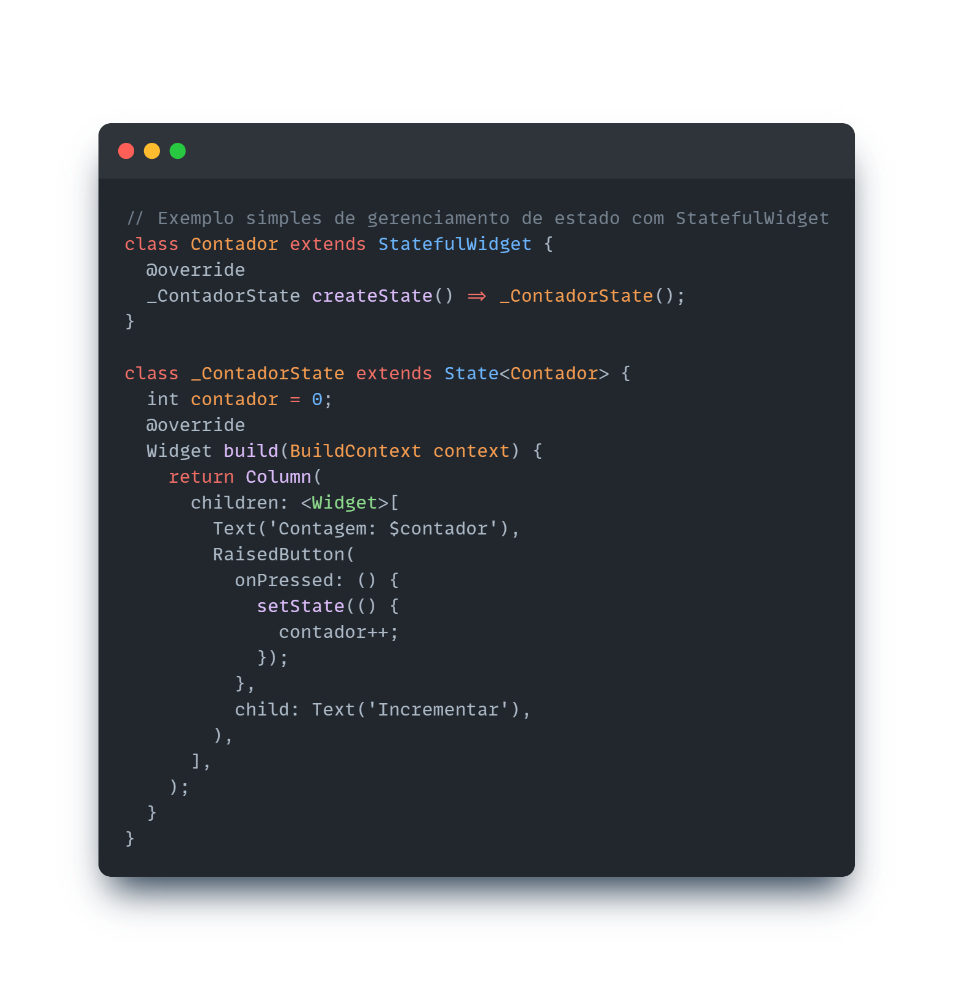 // Exemplo simples de gerenciamento de estado com StatefulWidget
class Contador extends StatefulWidget {
  @override
  _ContadorState createState() => _ContadorState();
}

class _ContadorState extends State<Contador> {
  int contador = 0;
  @override
  Widget build(BuildContext context) {
    return Column(
      children: <Widget>[
        Text('Contagem: $contador'),
        RaisedButton(
          onPressed: () {
            setState(() {
              contador++;
            });
          },
          child: Text('Incrementar'),
        ),
      ],
    );
  }
}